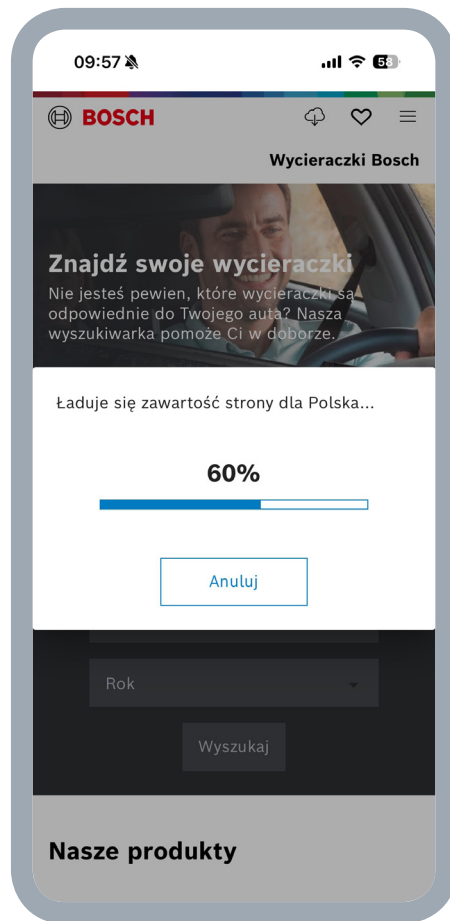 09:57
58
BOSCH
Wycieraczki Bosch
Znajdź swoje wycieraczki
Nie jesteś pewien, które wycieraczki są
odpowiednie do Twojego auta? Nasza
wyszukiwarka pomoże Ci w doborze.
Ładuje się zawartość strony dla Polska...
60%
Anuluj
Rok
Wyszukaj
Nasze produkty